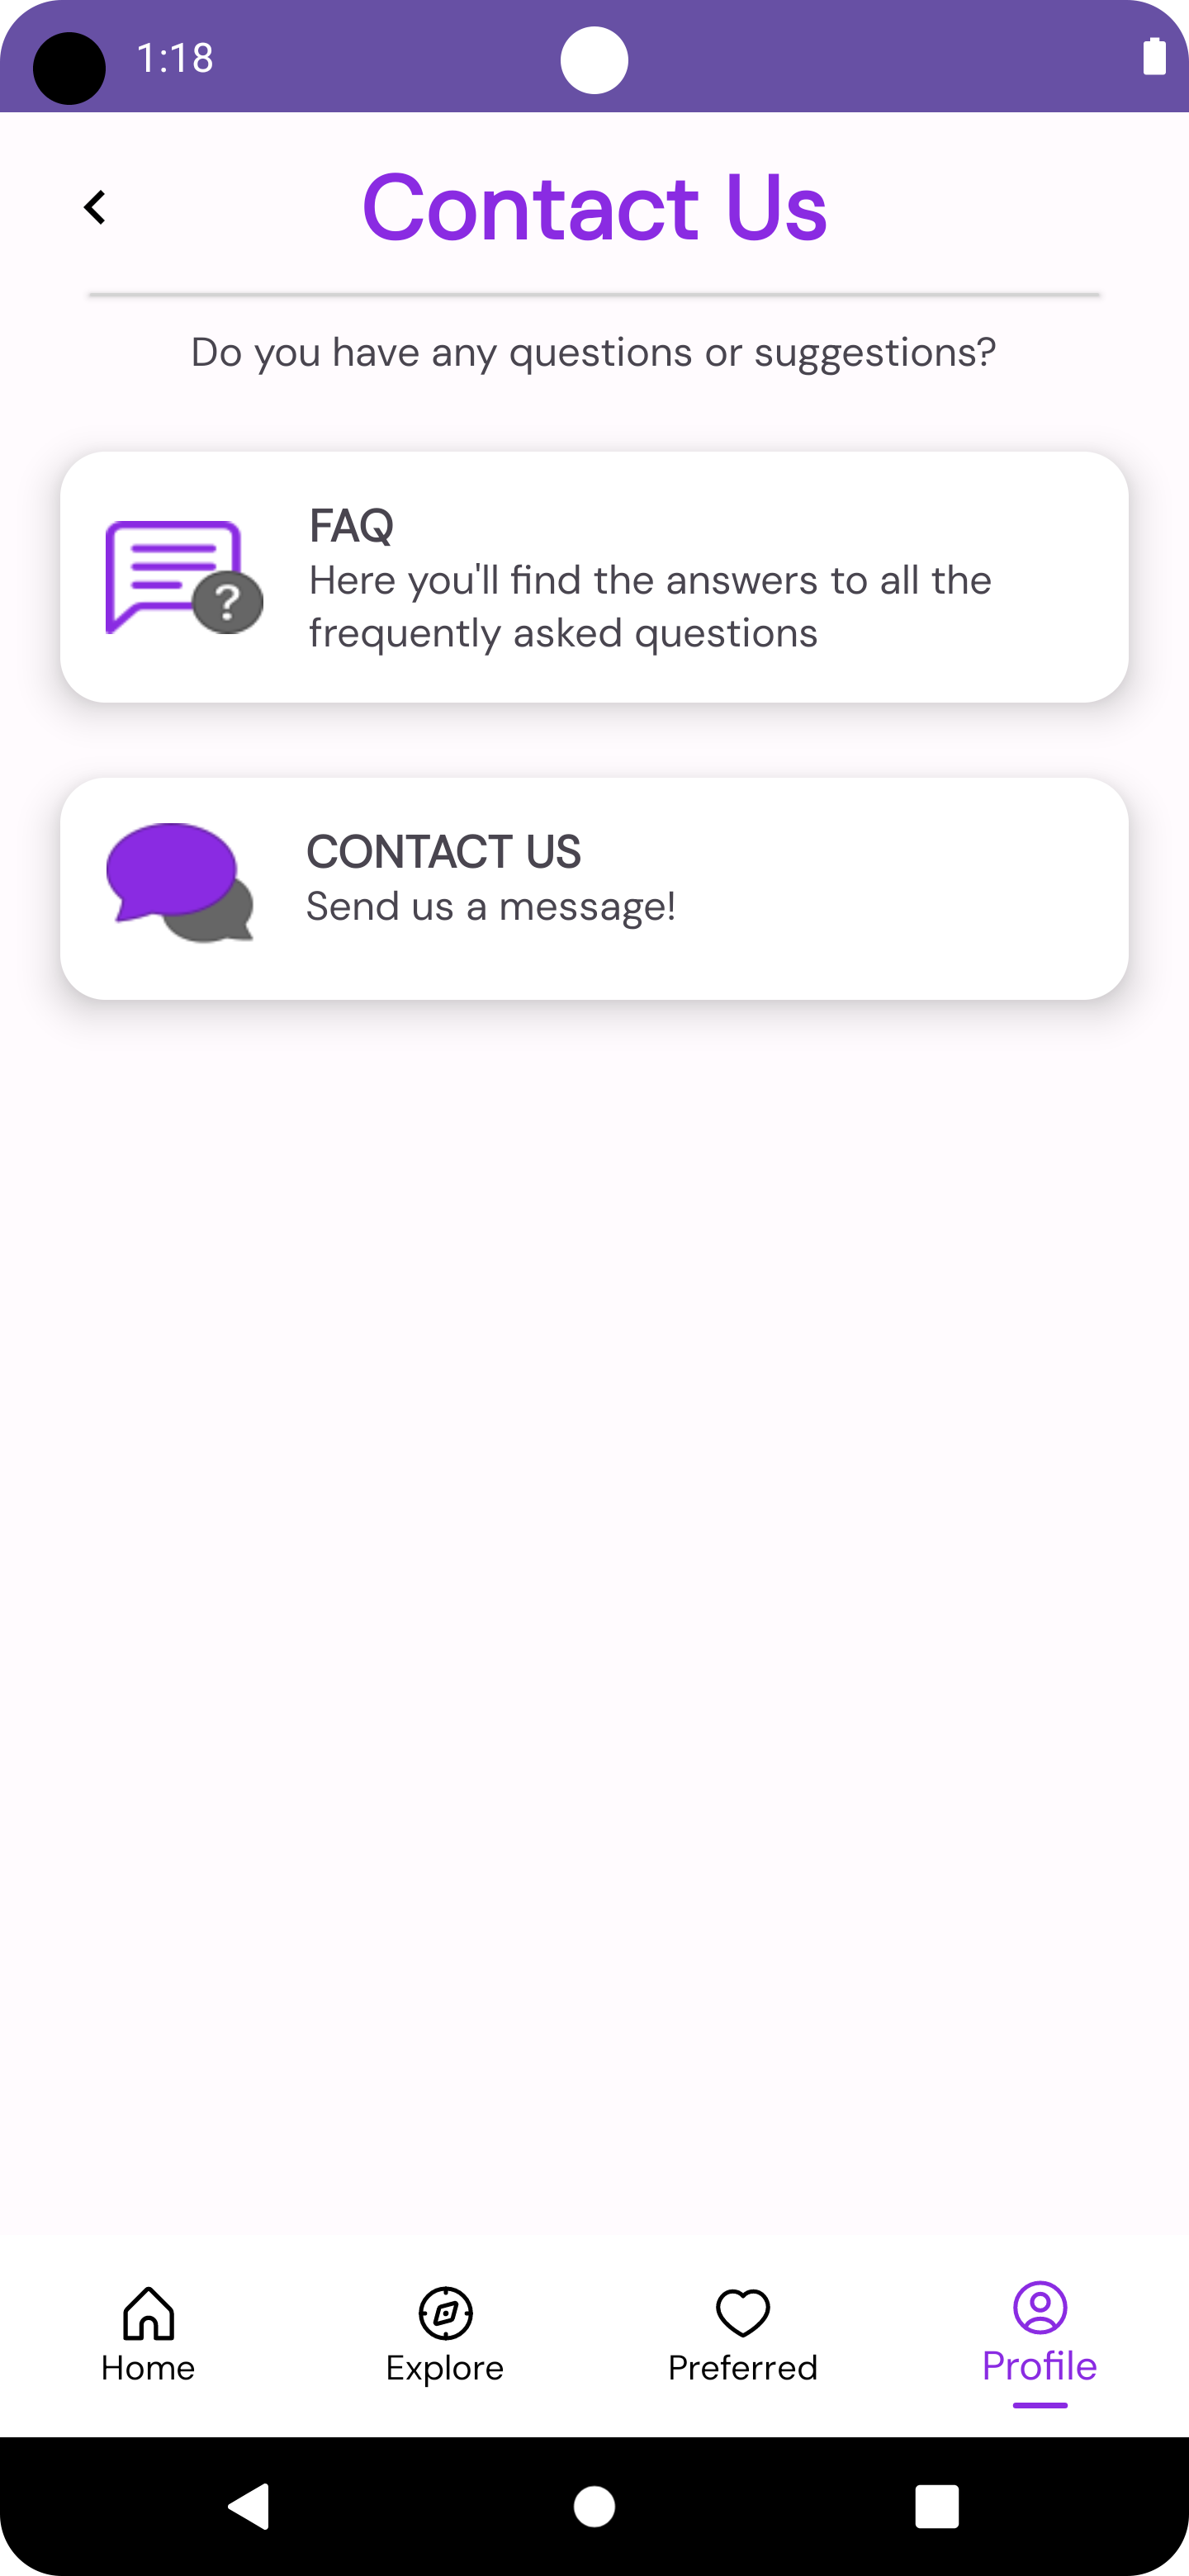 1:18
Contact Us
Do you have any questions or suggestions?
FAQ
Here you'll find the answers to all the
frequently asked questions
?
CONTACT US
Send us a message!
Home
Explore
Preferred
Profile